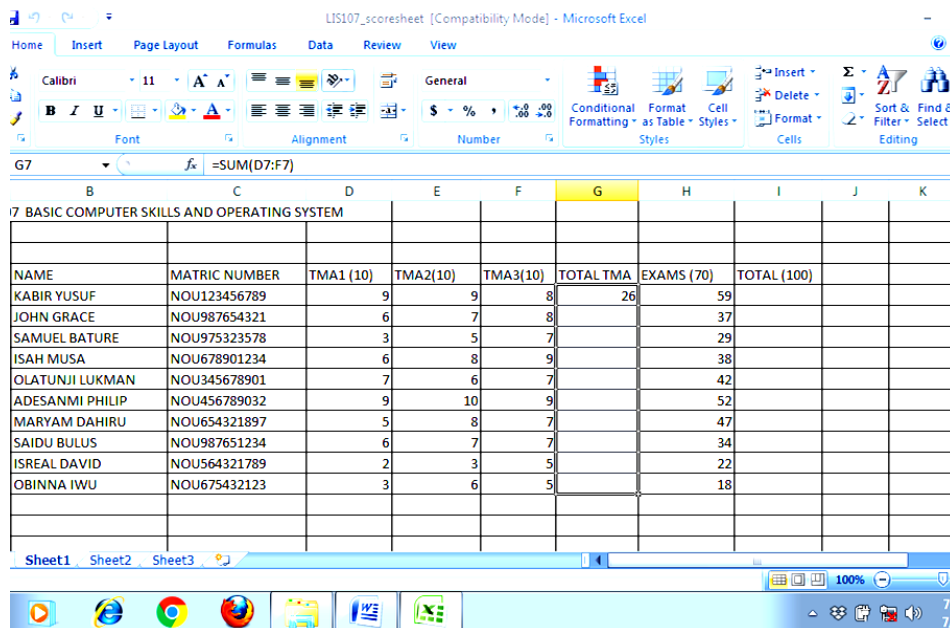 LIS107_scoresheet [Compatibility Mode] - Microsoft Excel
Home Insert Page Layout Formulas Data Review View
Calibri 11 A A General Conditional Formatting Format as Table Cell Styles Insert Delete Format Σ Sort & Filter Find & Select
B I U A $ % , .00 .0
Font Alignment Number Styles Cells Editing
G7 fx =SUM(D7:F7)
B C D E F G H I J K
7 BASIC COMPUTER SKILLS AND OPERATING SYSTEM
NAME MATRIC NUMBER TMA1 (10) TMA2(10) TMA3(10) TOTAL TMA EXAMS (70) TOTAL (100)
KABIR YUSUF NOU123456789 9 9 8 26 59
JOHN GRACE NOU987654321 6 7 8 37
SAMUEL BATURE NOU975323578 3 5 7 29
ISAH MUSA NOU678901234 6 8 9 38
OLATUNJI LUKMAN NOU345678901 7 6 7 42
ADESANMI PHILIP NOU456789032 9 10 9 52
MARYAM DAHIRU NOU654321897 5 8 7 47
SAIDU BULUS NOU987651234 6 7 7 34
ISREAL DAVID NOU564321789 2 3 5 22
OBINNA IWU NOU675432123 3 6 5 18
Sheet1 Sheet2 Sheet3
100%